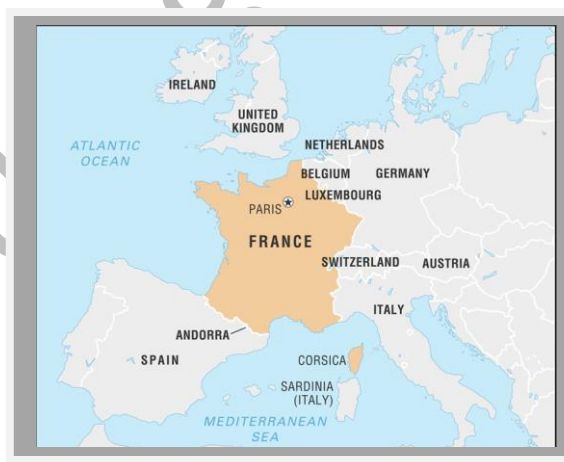 IRELAND
UNITED
KINGDOM
ATLANTIC
OCEAN
NETHERLANDS
BELGIUM
GERMANY
LUXEMBOURG
PARIS
FRANCE
SWITZERLAND
AUSTRIA
ITALY
ANDORRA
SPAIN
CORSICA
SARDINIA
(ITALY)
MEDITERRANEAN
SEA